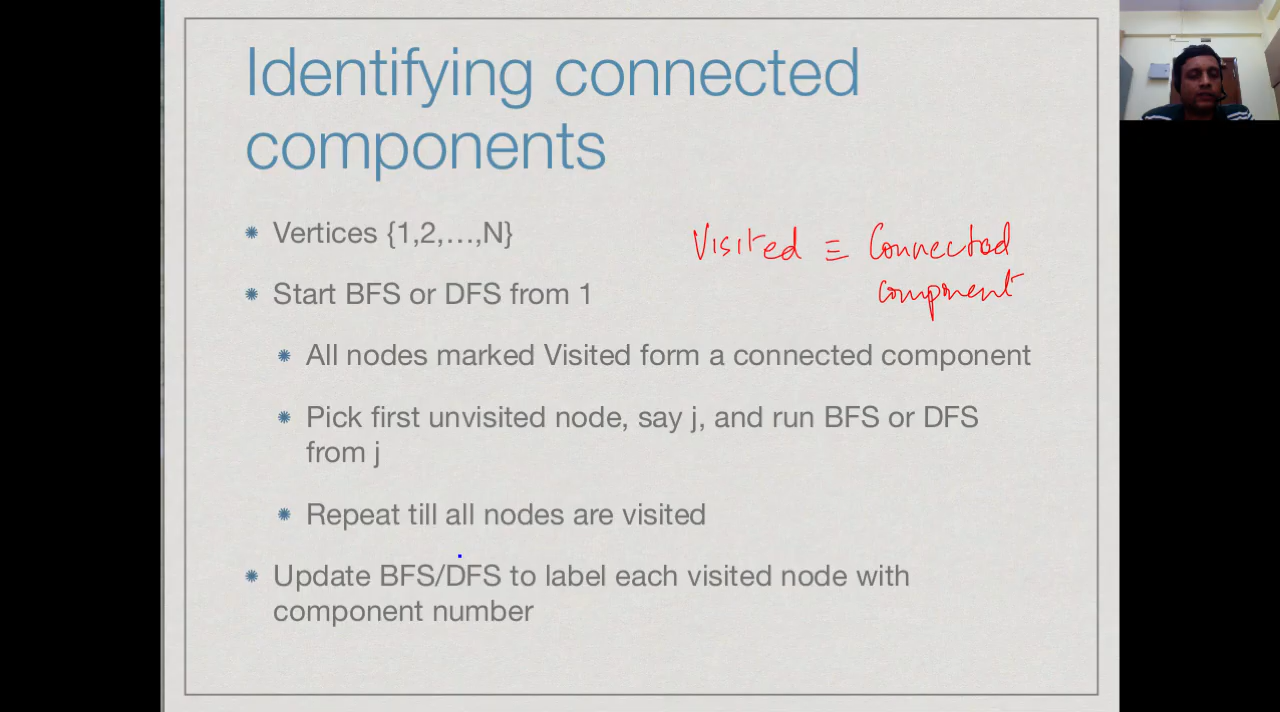 Identifying connected
components
Vertices {1,2,…,N}
Visited ≡ Connected
component
Start BFS or DFS from 1
All nodes marked Visited form a connected component
Pick first unvisited node, say j, and run BFS or DFS
from j
Repeat till all nodes are visited
Update BFS/DFS to label each visited node with
component number